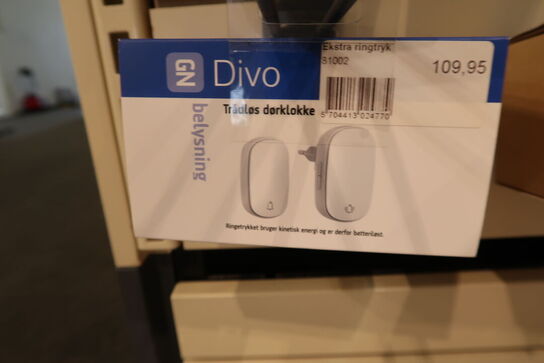 GN
belysning
Divo
Ekstra ringtryk
81002
109,95
5 704413 024770
Trådløs dørklokke
Ringetrykket bruger kinetisk energi og er derfor batteriløst.